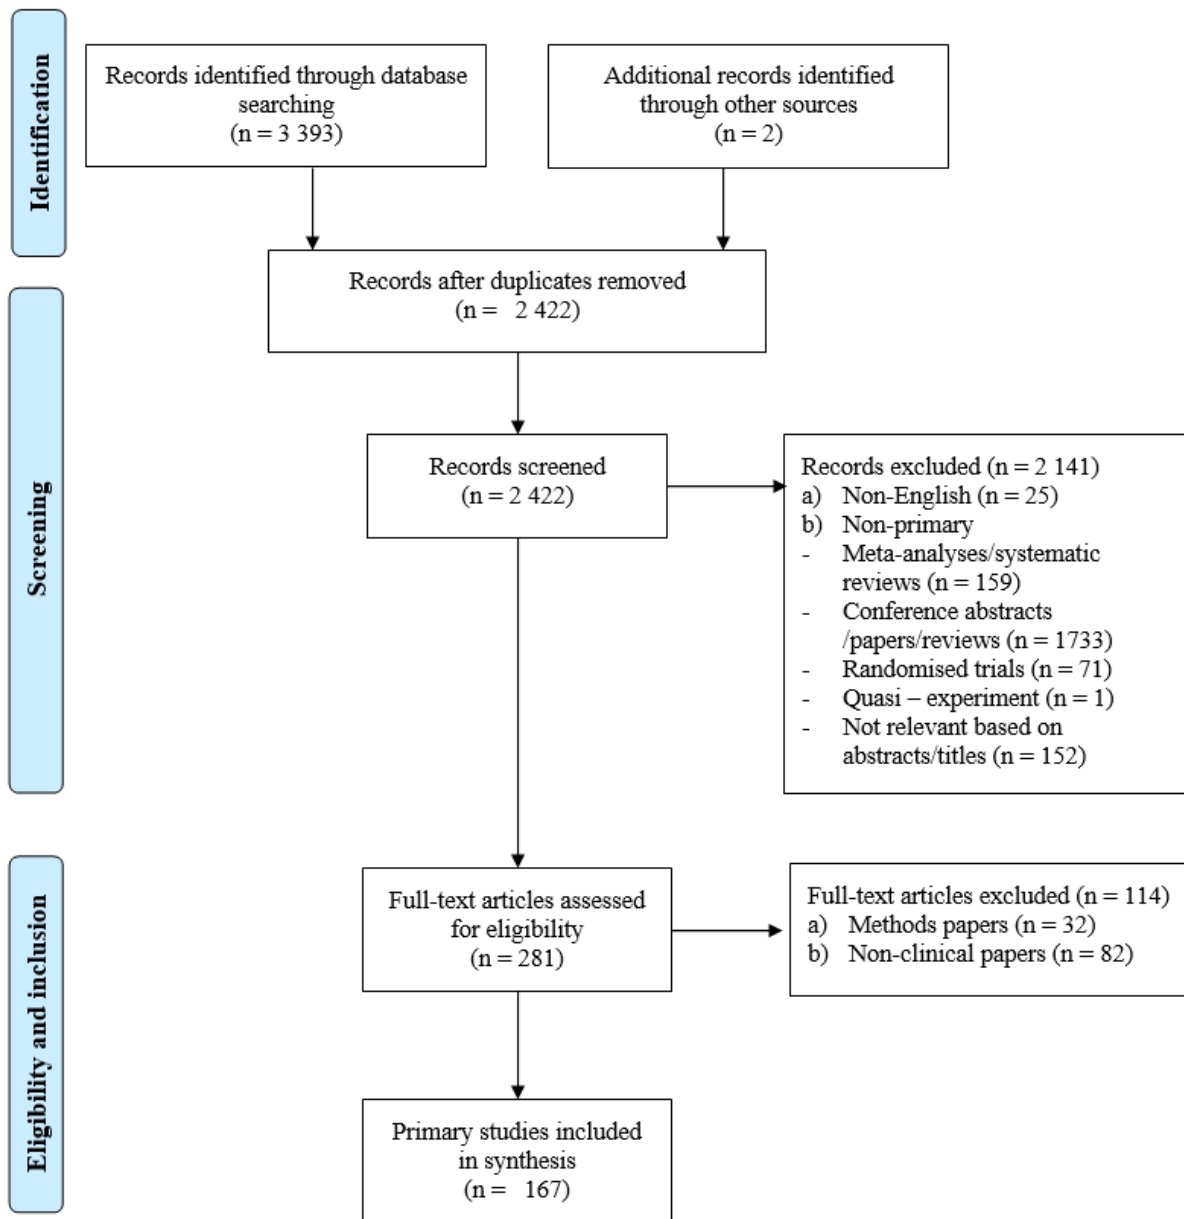 Identification
Records identified through database
searching
(n = 3 393)
Additional records identified
through other sources
(n = 2)
Records after duplicates removed
(n =   2 422)
Screening
Records screened
(n = 2 422)
Records excluded (n = 2 141)
a) Non-English (n = 25)
b) Non-primary
- Meta-analyses/systematic
reviews (n = 159)
- Conference abstracts
/papers/reviews (n = 1733)
- Randomised trials (n = 71)
- Quasi – experiment (n = 1)
- Not relevant based on
abstracts/titles (n = 152)
Eligibility and inclusion
Full-text articles assessed
for eligibility
(n = 281)
Full-text articles excluded (n = 114)
a) Methods papers (n = 32)
b) Non-clinical papers (n = 82)
Primary studies included
in synthesis
(n =   167)